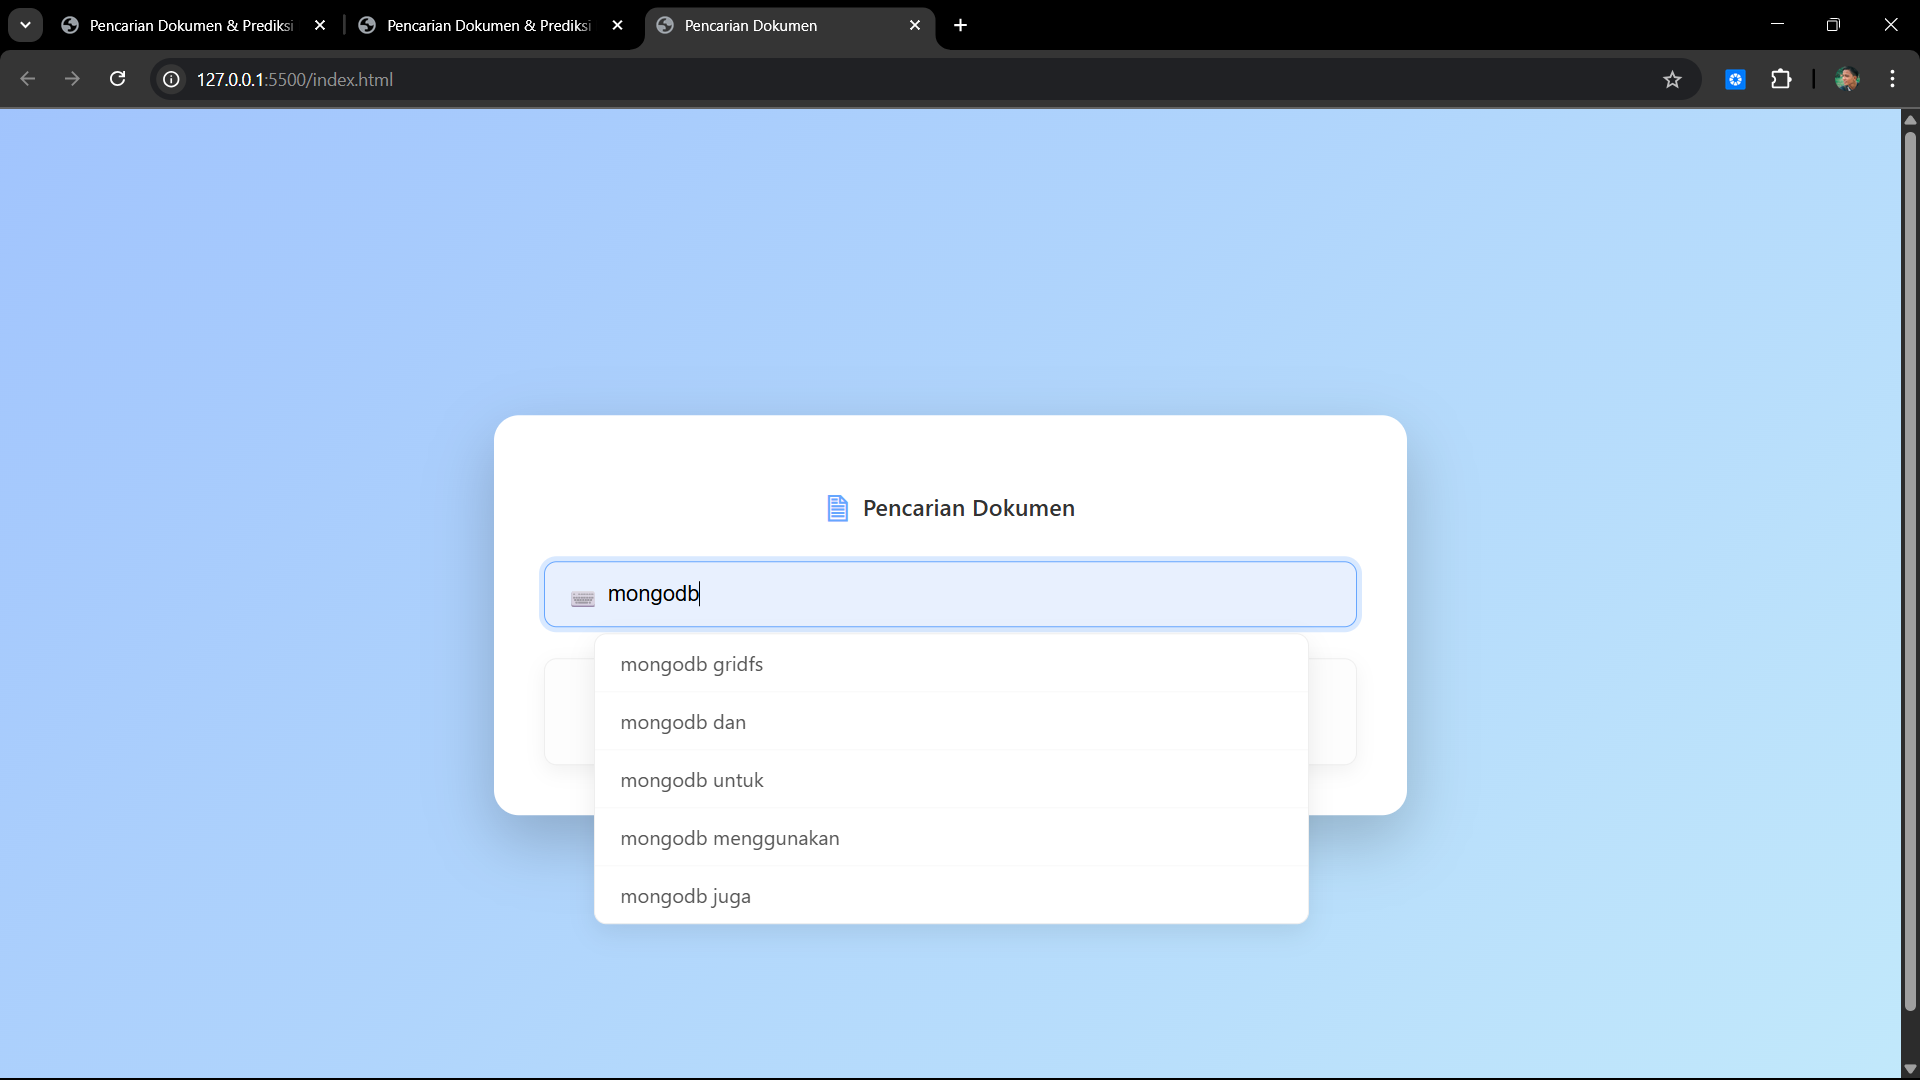 Pencarian Dokumen & Prediksi
Pencarian Dokumen & Prediksi
Pencarian Dokumen
127.0.0.1:5500/index.html
Pencarian Dokumen
mongodb
mongodb gridfs
mongodb dan
mongodb untuk
mongodb menggunakan
mongodb juga